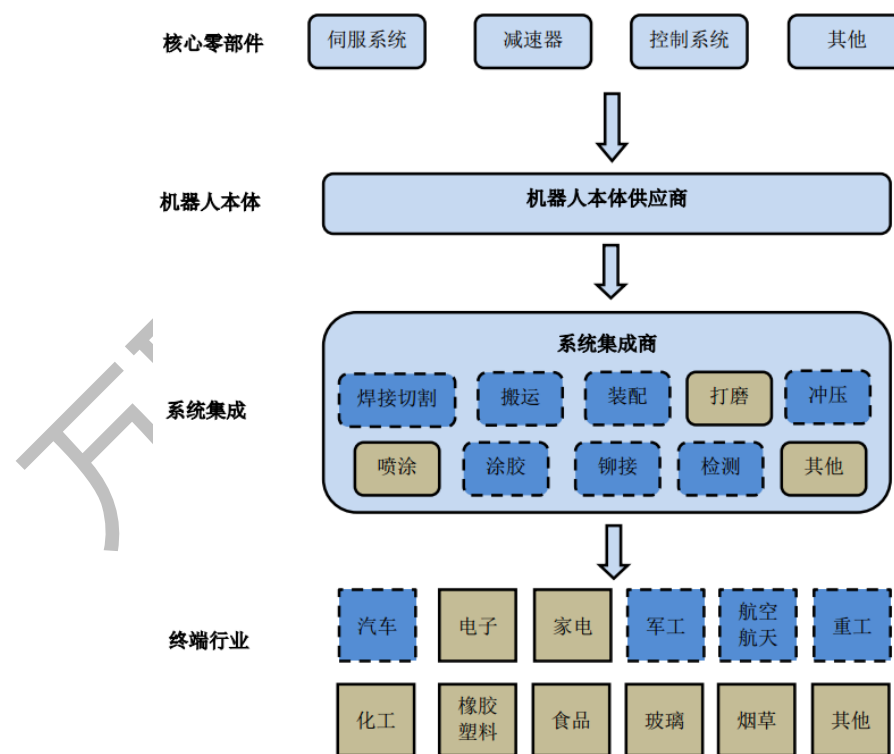 核心零部件
伺服系统
减速器
控制系统
其他
机器人本体
机器人本体供应商
系统集成商
系统集成
焊接切割
搬运
装配
打磨
冲压
喷涂
涂胶
铆接
检测
其他
终端行业
汽车
电子
家电
军工
航空
航天
重工
化工
橡胶
塑料
食品
玻璃
烟草
其他
万